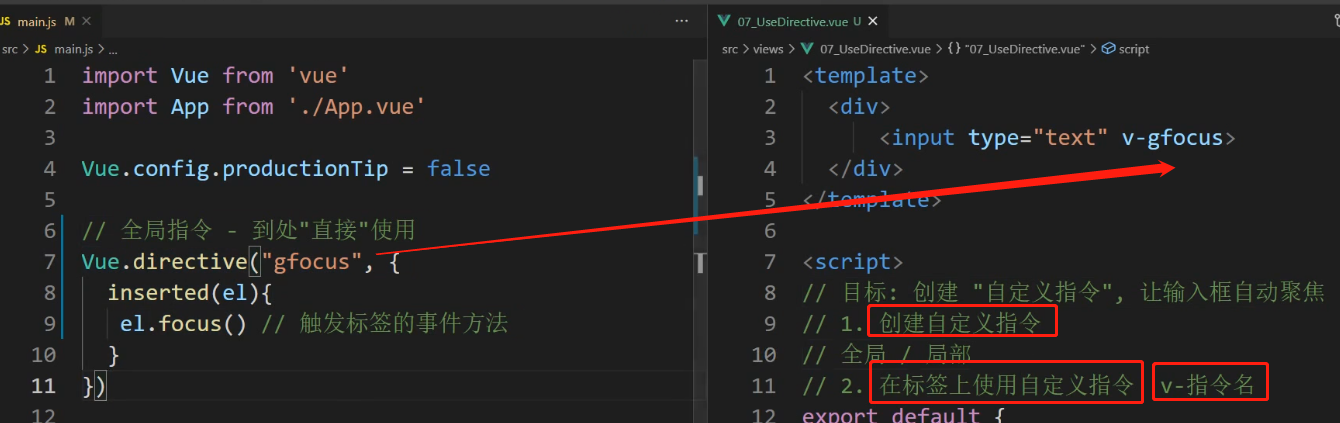 JS main.js M ×
src > JS main.js > ...
1 import Vue from 'vue'
2 import App from './App.vue'
3
4 Vue.config.productionTip = false
5
6 // 全局指令 - 到处"直接"使用
7 Vue.directive("gfocus", {
8 inserted(el){
9 el.focus() // 触发标签的事件方法
10 }
11 })
12
07_UseDirective.vue U ×
src > views > 07_UseDirective.vue > {} "07_UseDirective.vue" > script
1 <template>
2 <div>
3 <input type="text" v-gfocus>
4 </div>
5 </template>
6
7 <script>
8 // 目标: 创建 "自定义指令", 让输入框自动聚焦
9 // 1. 创建自定义指令
10 // 全局 / 局部
11 // 2. 在标签上使用自定义指令 v-指令名
12 export default {